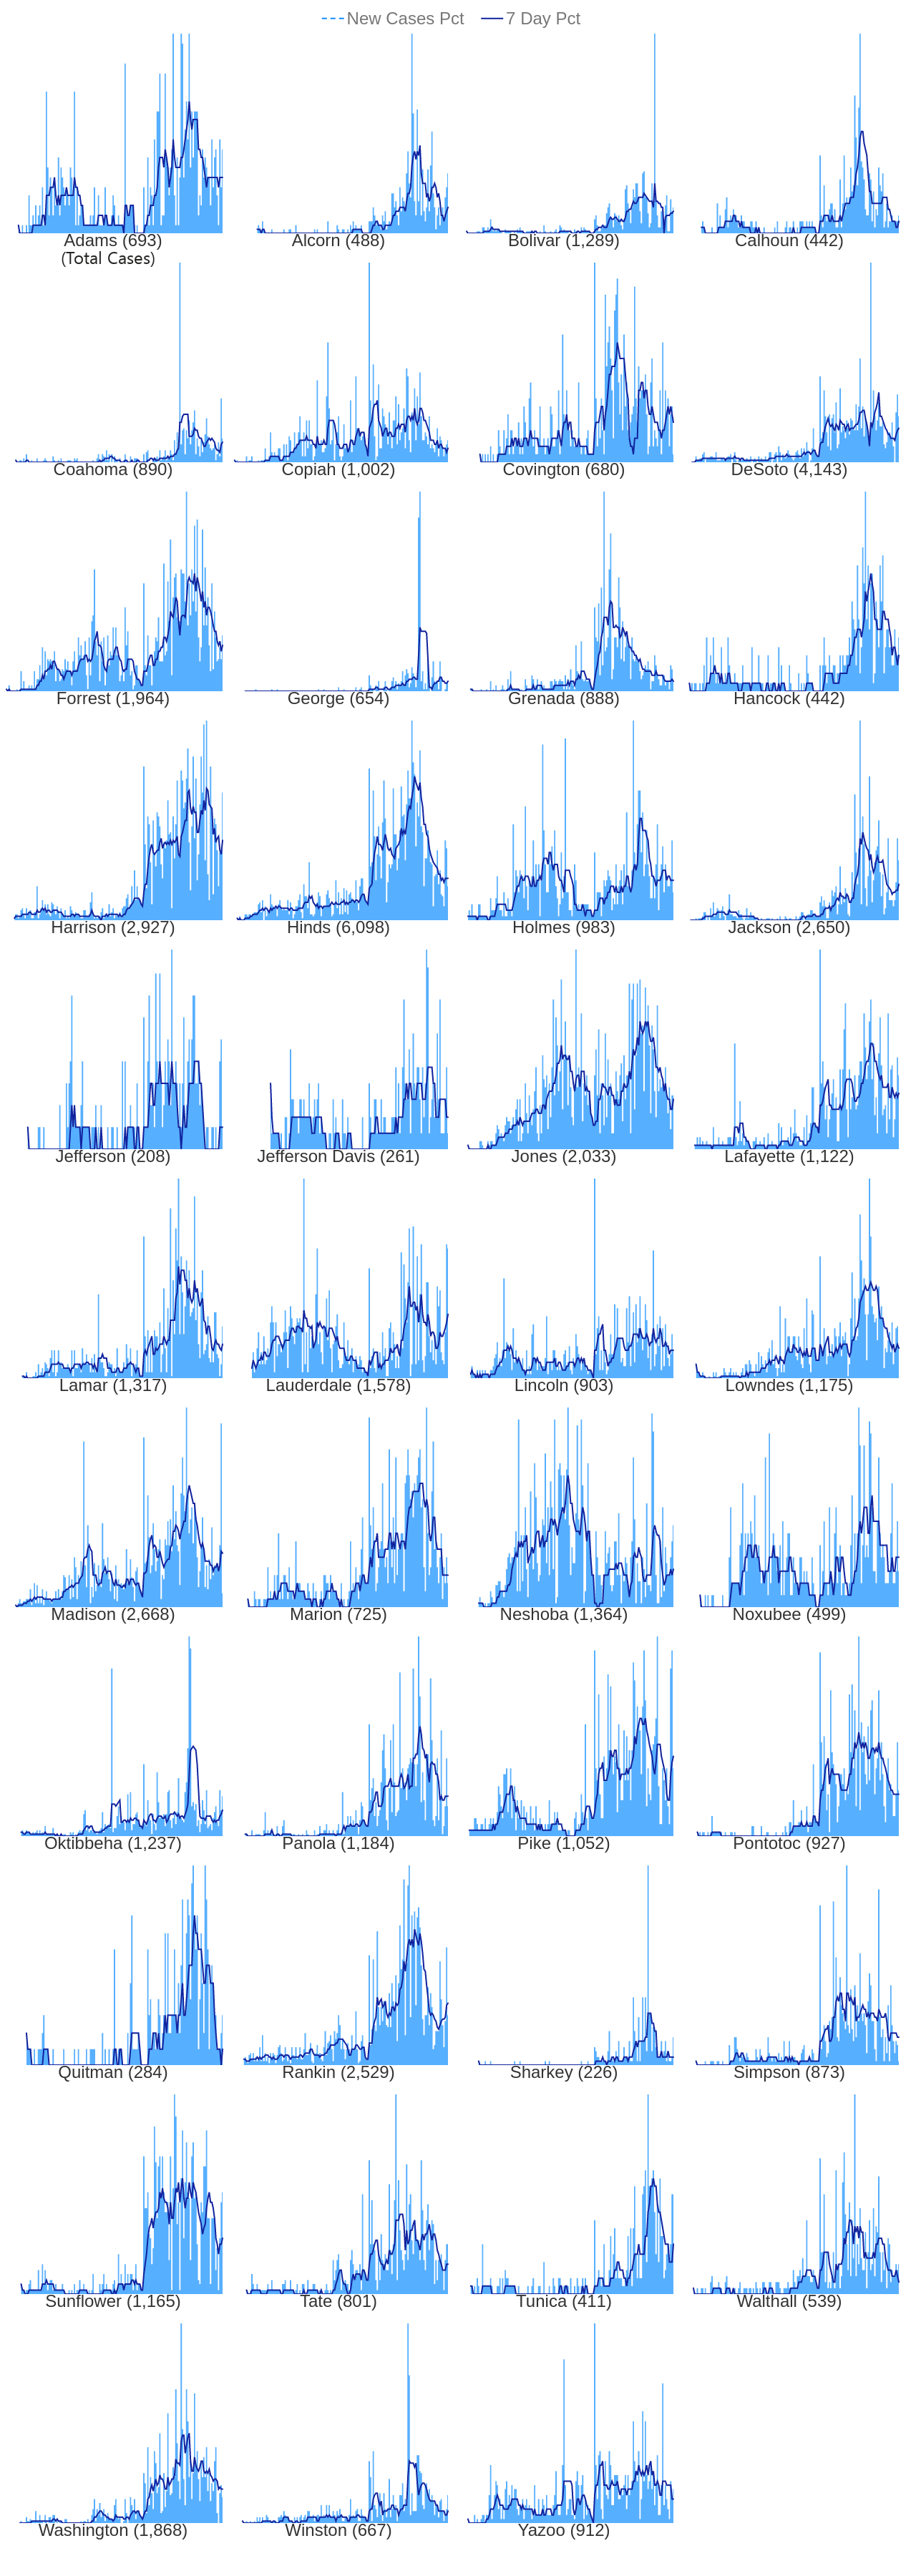 New Cases Pct 7 Day Pct
Adams (693) Alcorn (488) Bolivar (1,289) Calhoun (442)
(Total Cases)
Coahoma (890) Copiah (1,002) Covington (680) DeSoto (4,143)
Forrest (1,964) George (654) Grenada (888) Hancock (442)
Harrison (2,927) Hinds (6,098) Holmes (983) Jackson (2,650)
Jefferson (208) Jefferson Davis (261) Jones (2,033) Lafayette (1,122)
Lamar (1,317) Lauderdale (1,578) Lincoln (903) Lowndes (1,175)
Madison (2,668) Marion (725) Neshoba (1,364) Noxubee (499)
Oktibbeha (1,237) Panola (1,184) Pike (1,052) Pontotoc (927)
Quitman (284) Rankin (2,529) Sharkey (226) Simpson (873)
Sunflower (1,165) Tate (801) Tunica (411) Walthall (539)
Washington (1,868) Winston (667) Yazoo (912)